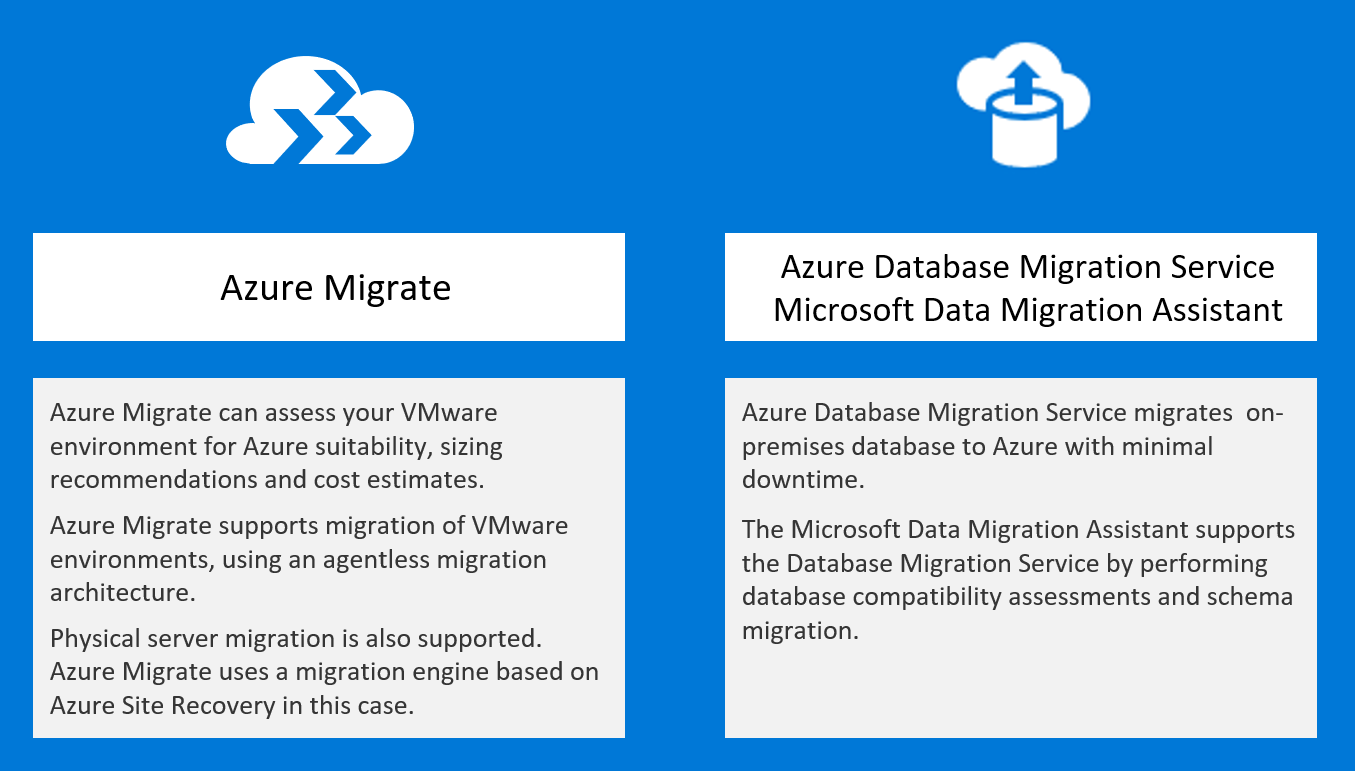 Azure Migrate
Azure Migrate can assess your VMware
environment for Azure suitability, sizing
recommendations and cost estimates.
Azure Migrate supports migration of VMware
environments, using an agentless migration
architecture.
Physical server migration is also supported.
Azure Migrate uses a migration engine based on
Azure Site Recovery in this case.
Azure Database Migration Service
Microsoft Data Migration Assistant
Azure Database Migration Service migrates  on-
premises database to Azure with minimal
downtime.
The Microsoft Data Migration Assistant supports
the Database Migration Service by performing
database compatibility assessments and schema
migration.